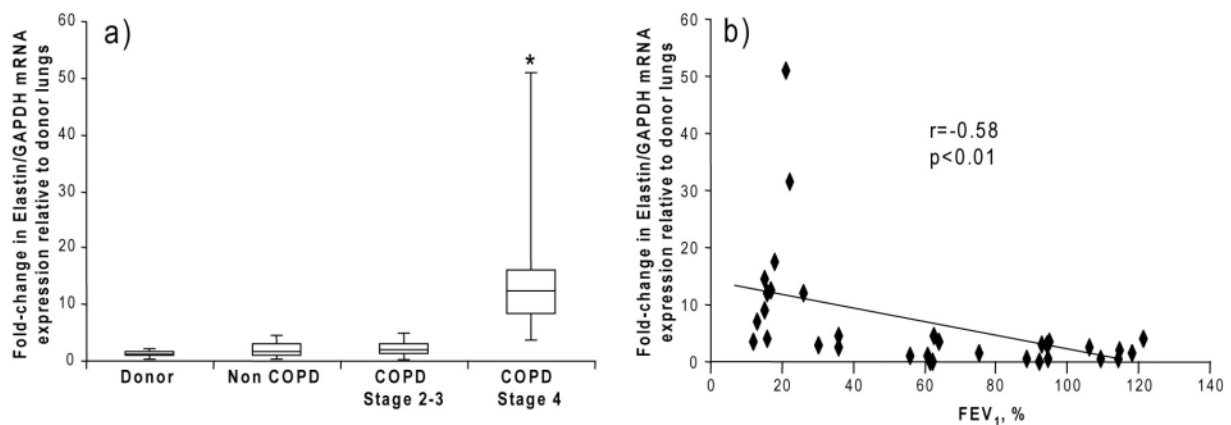 a)
Fold-change in Elastin/GAPDH mRNA
expression relative to donor lungs
60
50
40
30
20
10
0
*
Donor
Non COPD
COPD
Stage 2-3
COPD
Stage 4
b)
Fold-change in Elastin/GAPDH mRNA
expression relative to donor lungs
60
50
40
30
20
10
0
r=-0.58
p<0.01
0 20 40 60 80 100 120 140
FEV₁, %